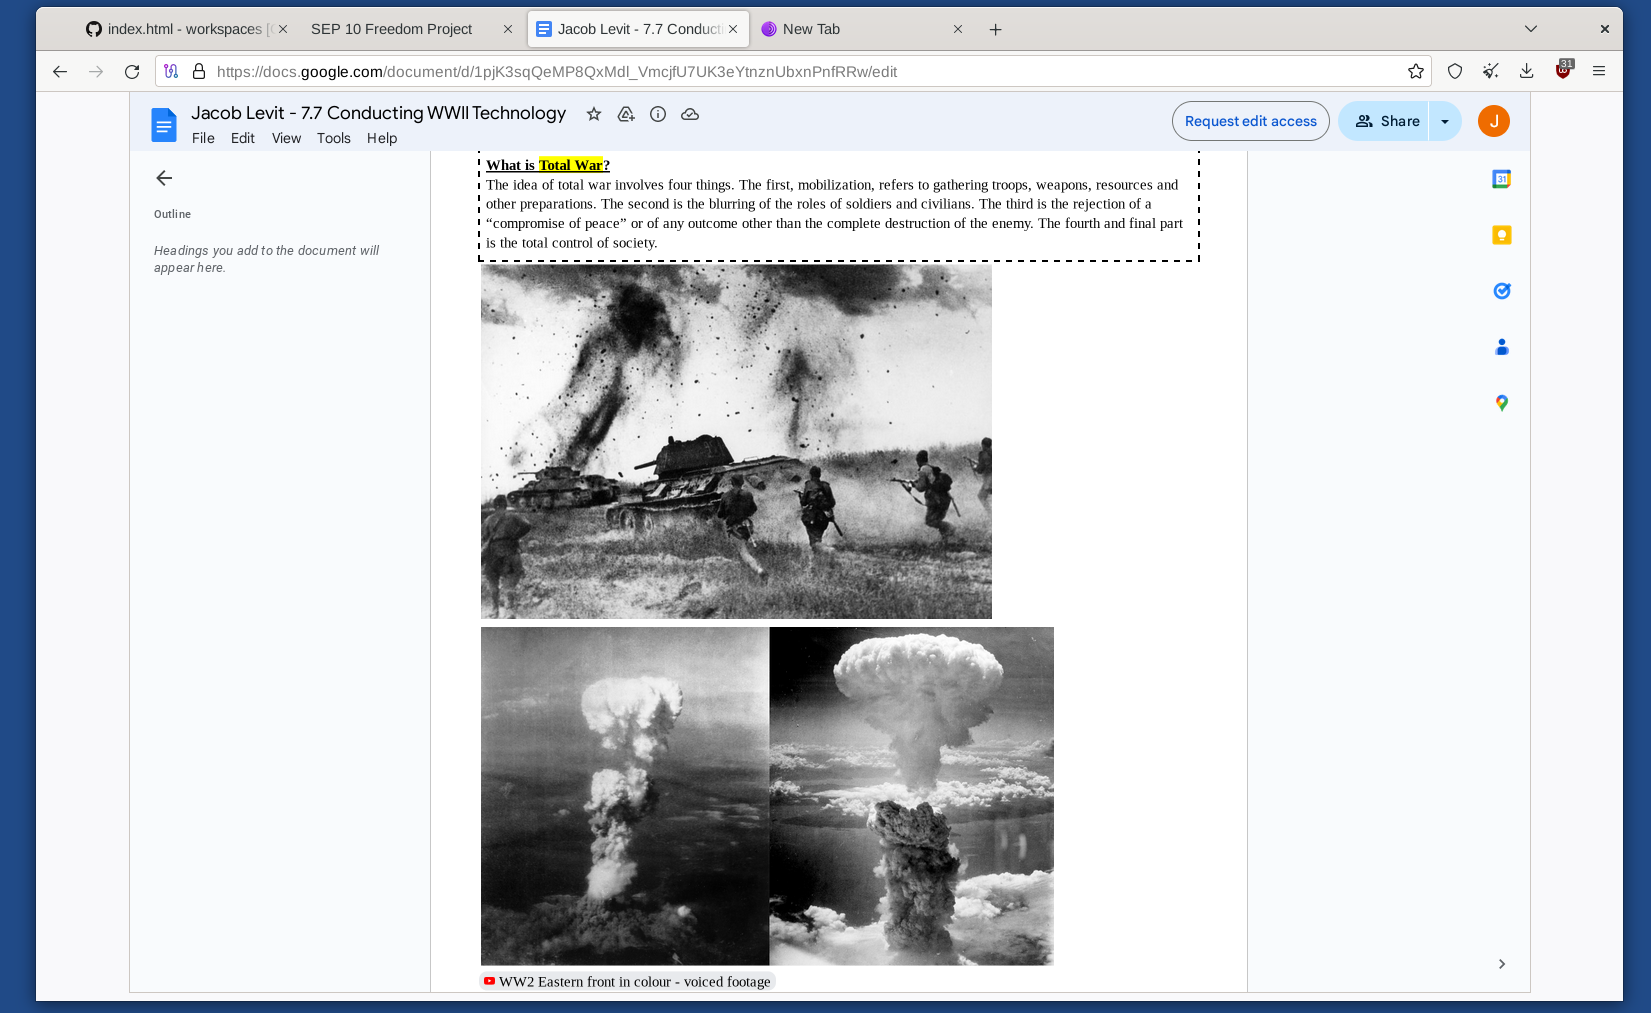 index.html - workspaces
SEP 10 Freedom Project
Jacob Levit - 7.7 Conducti
New Tab
https://docs.google.com/document/d/1pjK3sqQeMP8QxMdl_VmcjfU7UK3eYtnznUbxnPnfRRw/edit
31
Jacob Levit - 7.7 Conducting WWII Technology
File Edit View Tools Help
Request edit access
Share
J
Outline
Headings you add to the document will
appear here.
What is Total War?
The idea of total war involves four things. The first, mobilization, refers to gathering troops, weapons, resources and
other preparations. The second is the blurring of the roles of soldiers and civilians. The third is the rejection of a
“compromise of peace” or of any outcome other than the complete destruction of the enemy. The fourth and final part
is the total control of society.
31
WW2 Eastern front in colour - voiced footage